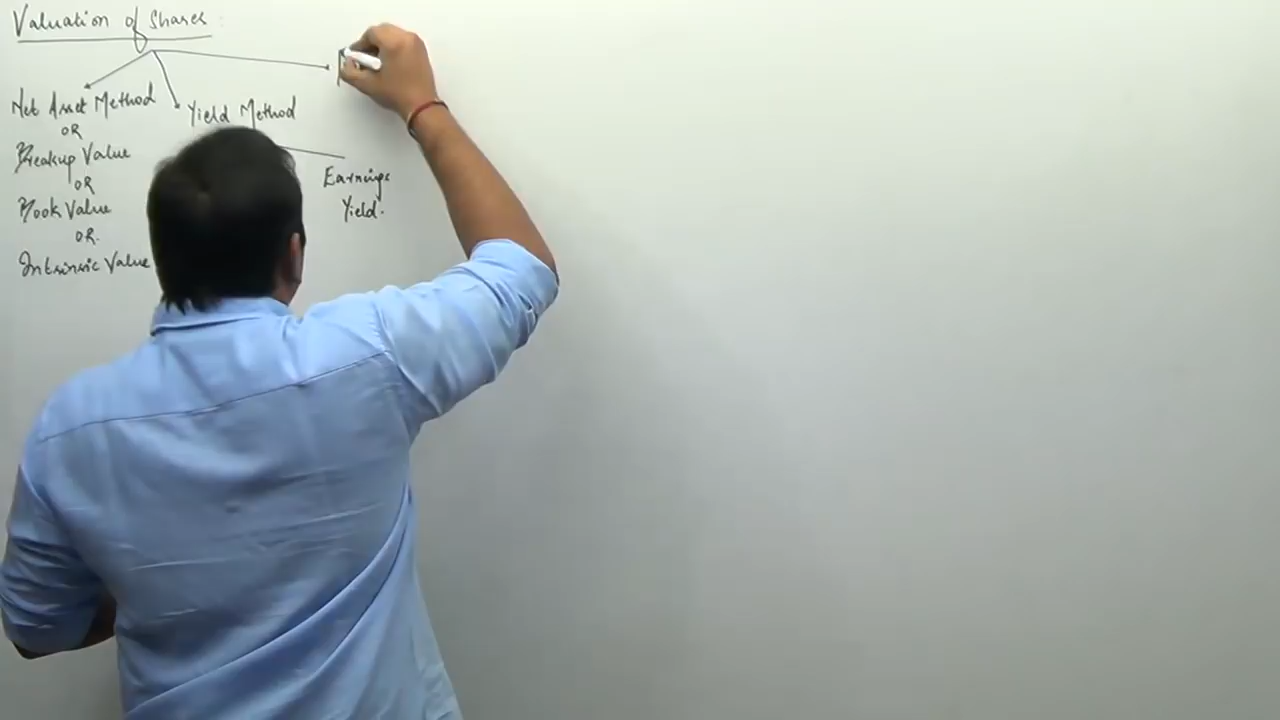 Valuation of Shares :
Net Asset Method
OR
Breakup Value
OR
Book Value
OR.
Intrinsic Value
Yield Method
Earnings
Yield.